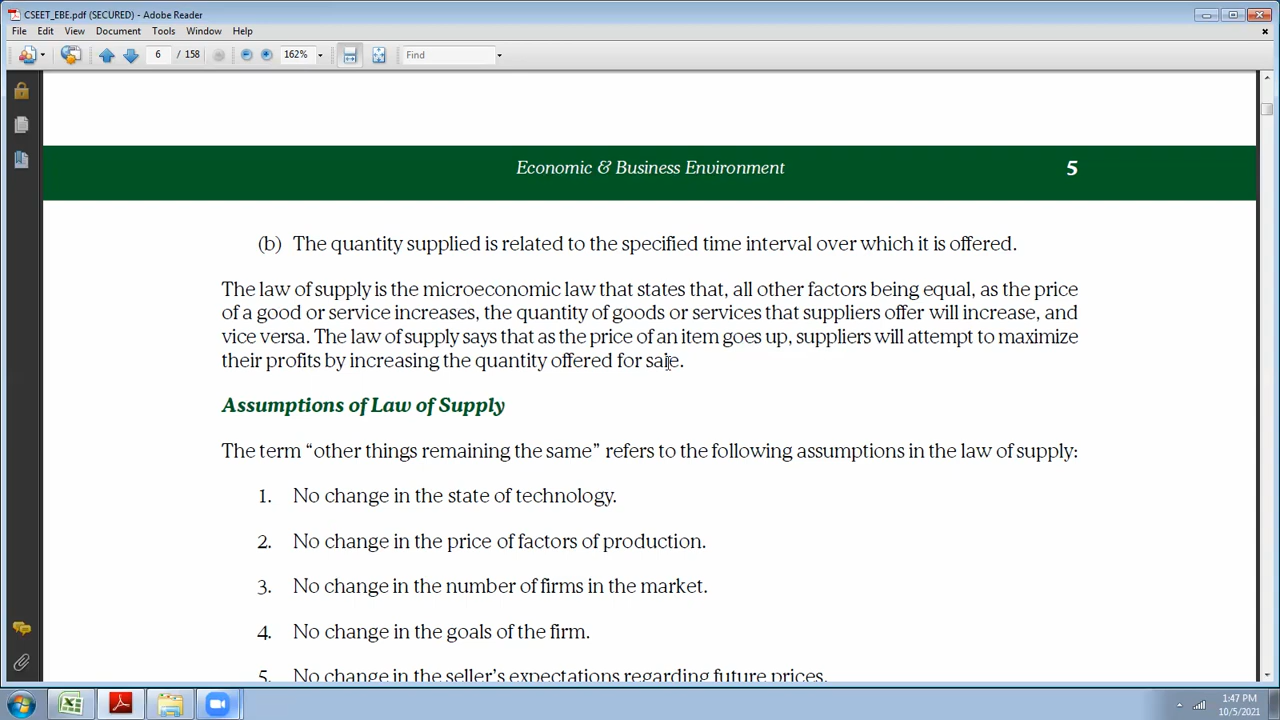 CSEET_EBE.pdf (SECURED) - Adobe Reader
File Edit View Document Tools Window Help
6 / 158 162% Find
Economic & Business Environment 5
(b) The quantity supplied is related to the specified time interval over which it is offered.
The law of supply is the microeconomic law that states that, all other factors being equal, as the price
of a good or service increases, the quantity of goods or services that suppliers offer will increase, and
vice versa. The law of supply says that as the price of an item goes up, suppliers will attempt to maximize
their profits by increasing the quantity offered for sale.
Assumptions of Law of Supply
The term “other things remaining the same” refers to the following assumptions in the law of supply:
1. No change in the state of technology.
2. No change in the price of factors of production.
3. No change in the number of firms in the market.
4. No change in the goals of the firm.
5. No change in the seller’s expectations regarding future prices.
1:47 PM
10/5/2021